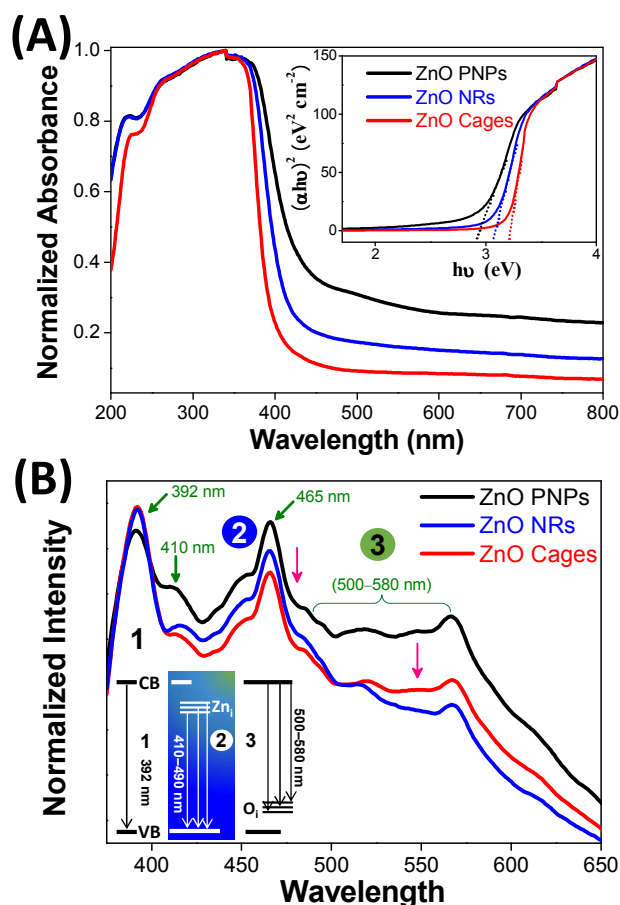 (A)
Normalized Absorbance
1.0
0.8
0.6
0.4
0.2
200 300 400 500 600 700 800
Wavelength (nm)
(αhυ)² (eV² cm⁻²)
150
100
50
0
2 3 4
hυ (eV)
ZnO PNPs
ZnO NRs
ZnO Cages
(B)
Normalized Intensity
392 nm
410 nm
2
465 nm
3
(500–580 nm)
ZnO PNPs
ZnO NRs
ZnO Cages
1
CB
VB
1
392 nm
Zn i
2
410–490 nm
3
500–580 nm
O i
400 450 500 550 600 650
Wavelength